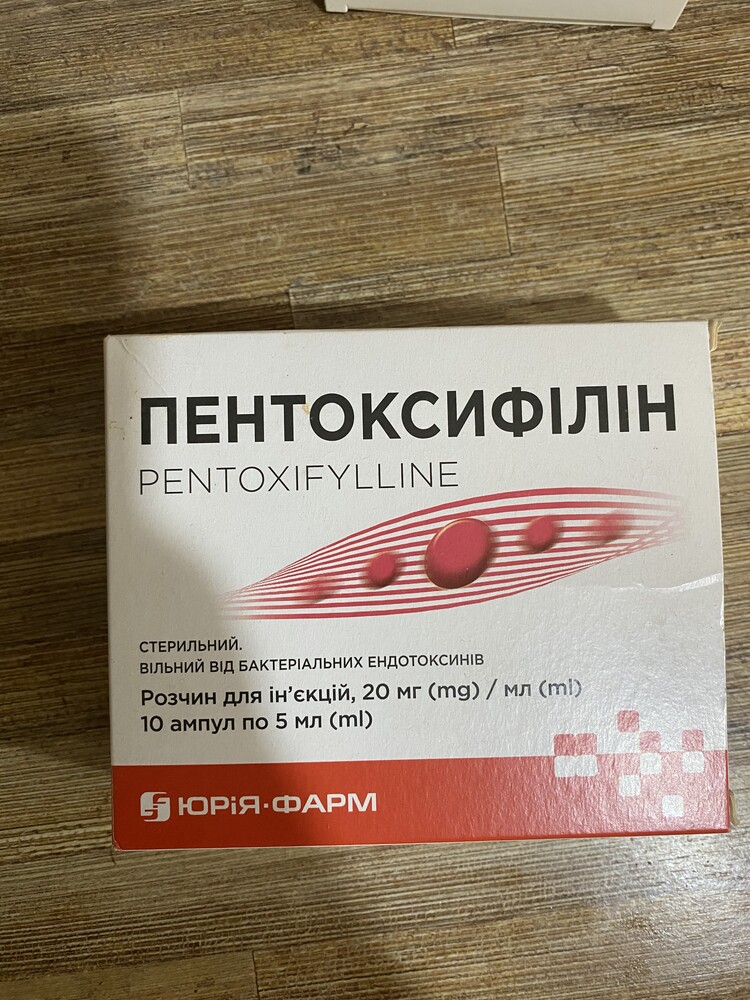 ПЕНТОКСИФІЛІН
PENTOXIFYLLINE
СТЕРИЛЬНИЙ.
ВІЛЬНИЙ ВІД БАКТЕРІАЛЬНИХ ЕНДОТОКСИНІВ
Розчин для ін’єкцій, 20 мг (mg) / мл (ml)
10 ампул по 5 мл (ml)
ЮРіЯ·ФАРМ